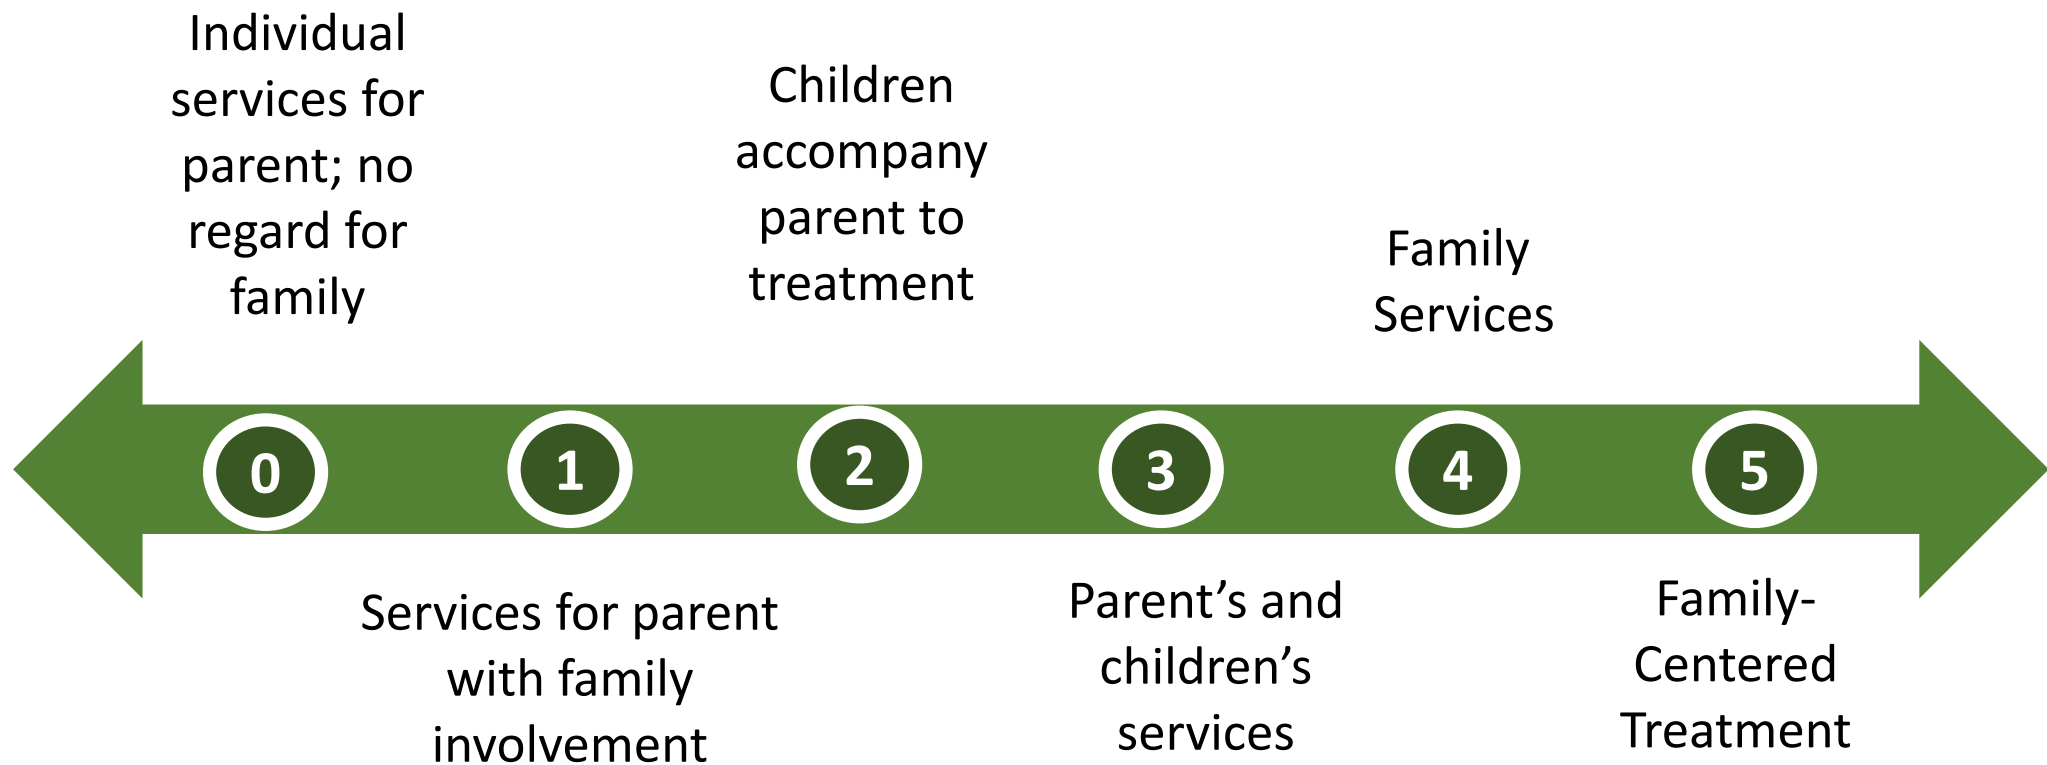 Individual
services for
parent; no
regard for
family
Children
accompany
parent to
treatment
Family
Services
0
1
2
3
4
5
Services for parent
with family
involvement
Parent’s and
children’s
services
Family-
Centered
Treatment